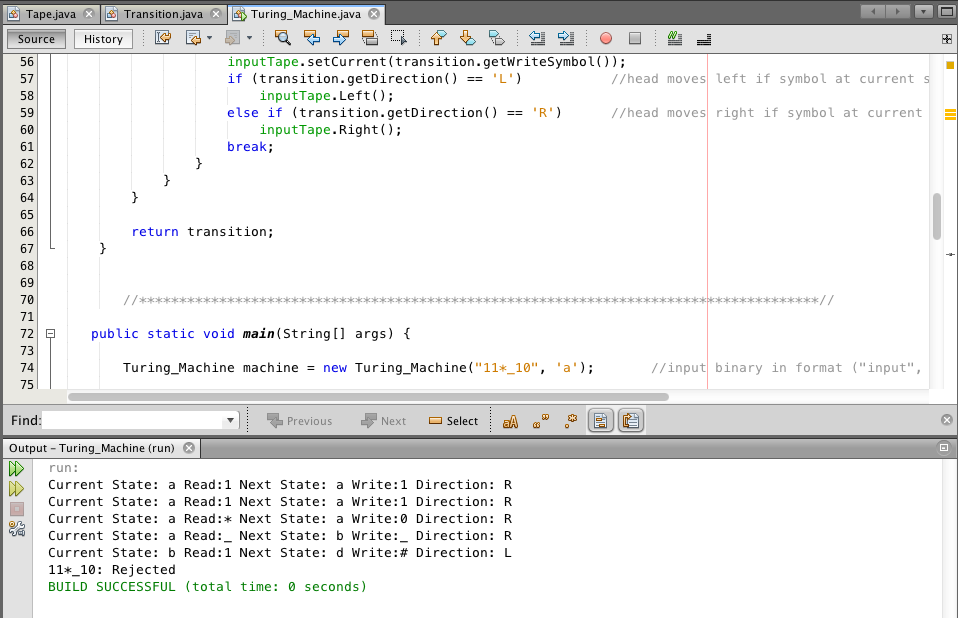 Tape.java Transition.java Turing_Machine.java
Source History
56 inputTape.setCurrent(transition.getWriteSymbol());
57 if (transition.getDirection() == 'L') //head moves left if symbol at current s
58 inputTape.Left();
59 else if (transition.getDirection() == 'R') //head moves right if symbol at current
60 inputTape.Right();
61 break;
62 }
63 }
64 }
65
66 return transition;
67 }
68
69
70 //*************************************************************************************//
71
72 public static void main(String[] args) {
73
74 Turing_Machine machine = new Turing_Machine("11*_10", 'a'); //input binary in format ("input",
75
Find: Previous Next Select
Output - Turing_Machine (run)
run:
Current State: a Read:1 Next State: a Write:1 Direction: R
Current State: a Read:1 Next State: a Write:1 Direction: R
Current State: a Read:* Next State: a Write:0 Direction: R
Current State: a Read:_ Next State: b Write:_ Direction: R
Current State: b Read:1 Next State: d Write:# Direction: L
11*_10: Rejected
BUILD SUCCESSFUL (total time: 0 seconds)